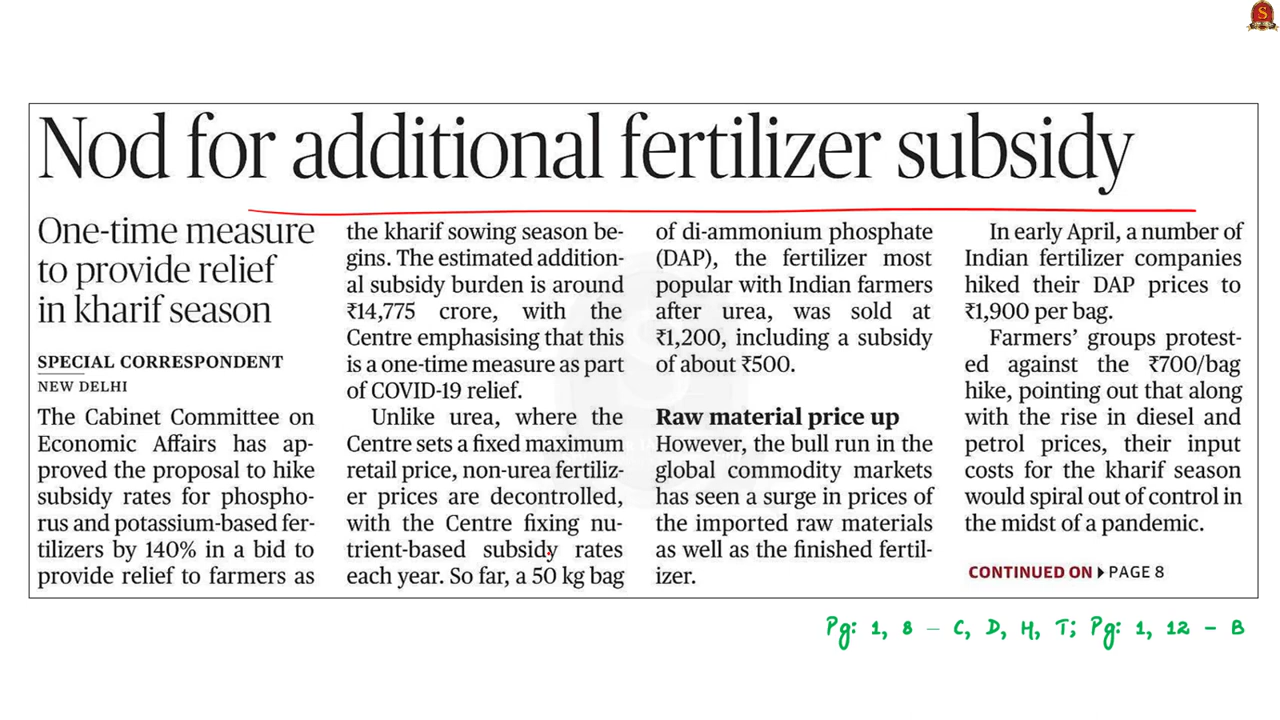 Nod for additional fertilizer subsidy
One-time measure
to provide relief
in kharif season
SPECIAL CORRESPONDENT
NEW DELHI
The Cabinet Committee on
Economic Affairs has ap-
proved the proposal to hike
subsidy rates for phospho-
rus and potassium-based fer-
tilizers by 140% in a bid to
provide relief to farmers as
the kharif sowing season be-
gins. The estimated addition-
al subsidy burden is around
₹14,775 crore, with the
Centre emphasising that this
is a one-time measure as part
of COVID-19 relief.
Unlike urea, where the
Centre sets a fixed maximum
retail price, non-urea fertiliz-
er prices are decontrolled,
with the Centre fixing nu-
trient-based subsidy rates
each year. So far, a 50 kg bag
of di-ammonium phosphate
(DAP), the fertilizer most
popular with Indian farmers
after urea, was sold at
₹1,200, including a subsidy
of about ₹500.
Raw material price up
However, the bull run in the
global commodity markets
has seen a surge in prices of
the imported raw materials
as well as the finished fertil-
izer.
In early April, a number of
Indian fertilizer companies
hiked their DAP prices to
₹1,900 per bag.
Farmers' groups protest-
ed against the ₹700/bag
hike, pointing out that along
with the rise in diesel and
petrol prices, their input
costs for the kharif season
would spiral out of control in
the midst of a pandemic.
CONTINUED ON PAGE 8
Pg: 1, 8 – C, D, H, T; Pg: 1, 12 – B